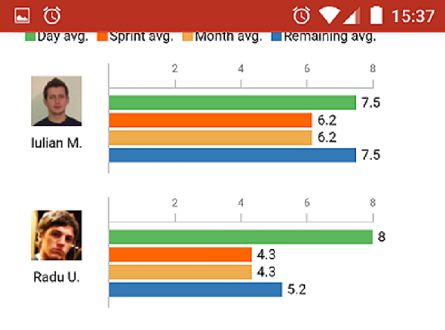 15:37
Day avg. Sprint avg. Month avg. Remaining avg.
2 4 6 8
7.5
6.2
6.2
7.5
Iulian M.
2 4 6 8
8
4.3
4.3
5.2
Radu U.